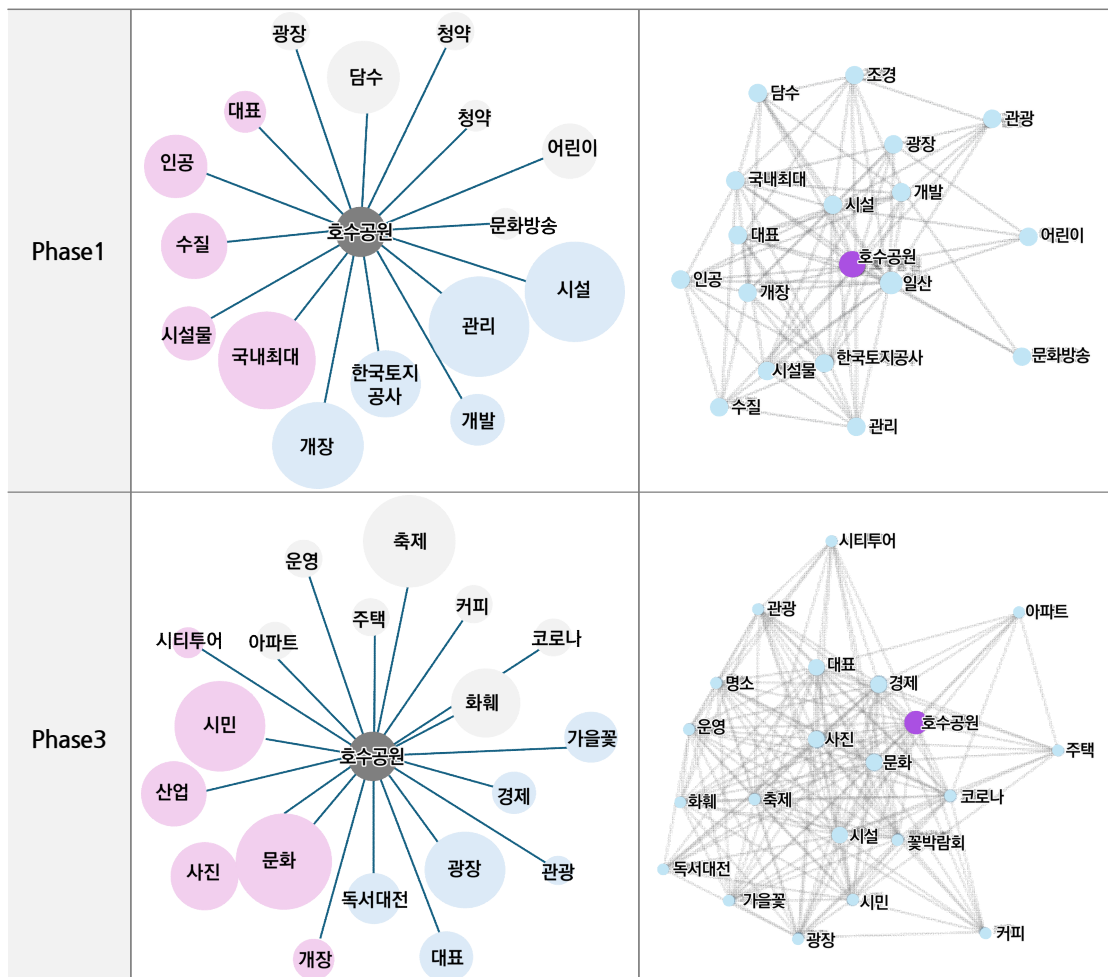 Phase1
광장
청약
담수
대표
청약
어린이
인공
문화방송
호수공원
수질
시설
관리
시설물
국내최대
한국토지
공사
개발
개장
조경
담수
관광
광장
국내최대
개발
시설
대표
어린이
호수공원
인공
일산
개장
문화방송
한국토지공사
시설물
수질
관리
Phase3
축제
운영
커피
주택
시티투어
아파트
코로나
화훼
시민
가을꽃
호수공원
산업
경제
문화
광장
사진
관광
독서대전
개장
대표
시티투어
관광
아파트
대표
명소
경제
운영
호수공원
사진
주택
문화
화훼
축제
코로나
시설
꽃박람회
독서대전
가을꽃
시민
광장
커피